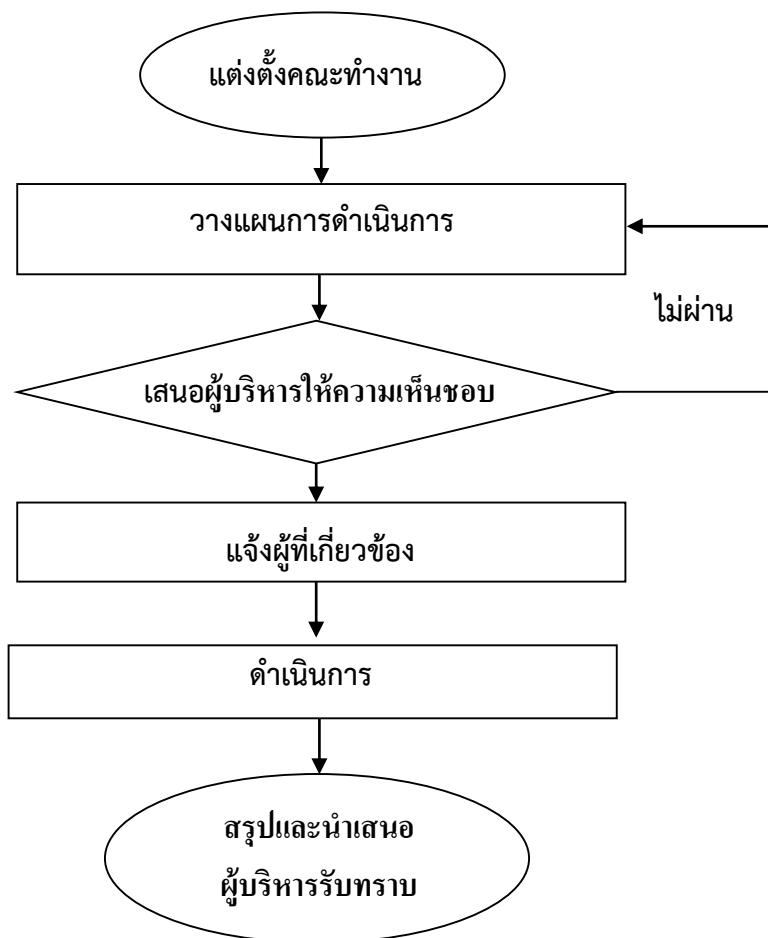 แต่งตั้งคณะทำงาน
วางแผนการดำเนินการ
ไม่ผ่าน
เสนอผู้บริหารให้ความเห็นชอบ
แจ้งผู้ที่เกี่ยวข้อง
ดำเนินการ
สรุปและนำเสนอ
ผู้บริหารรับทราบ